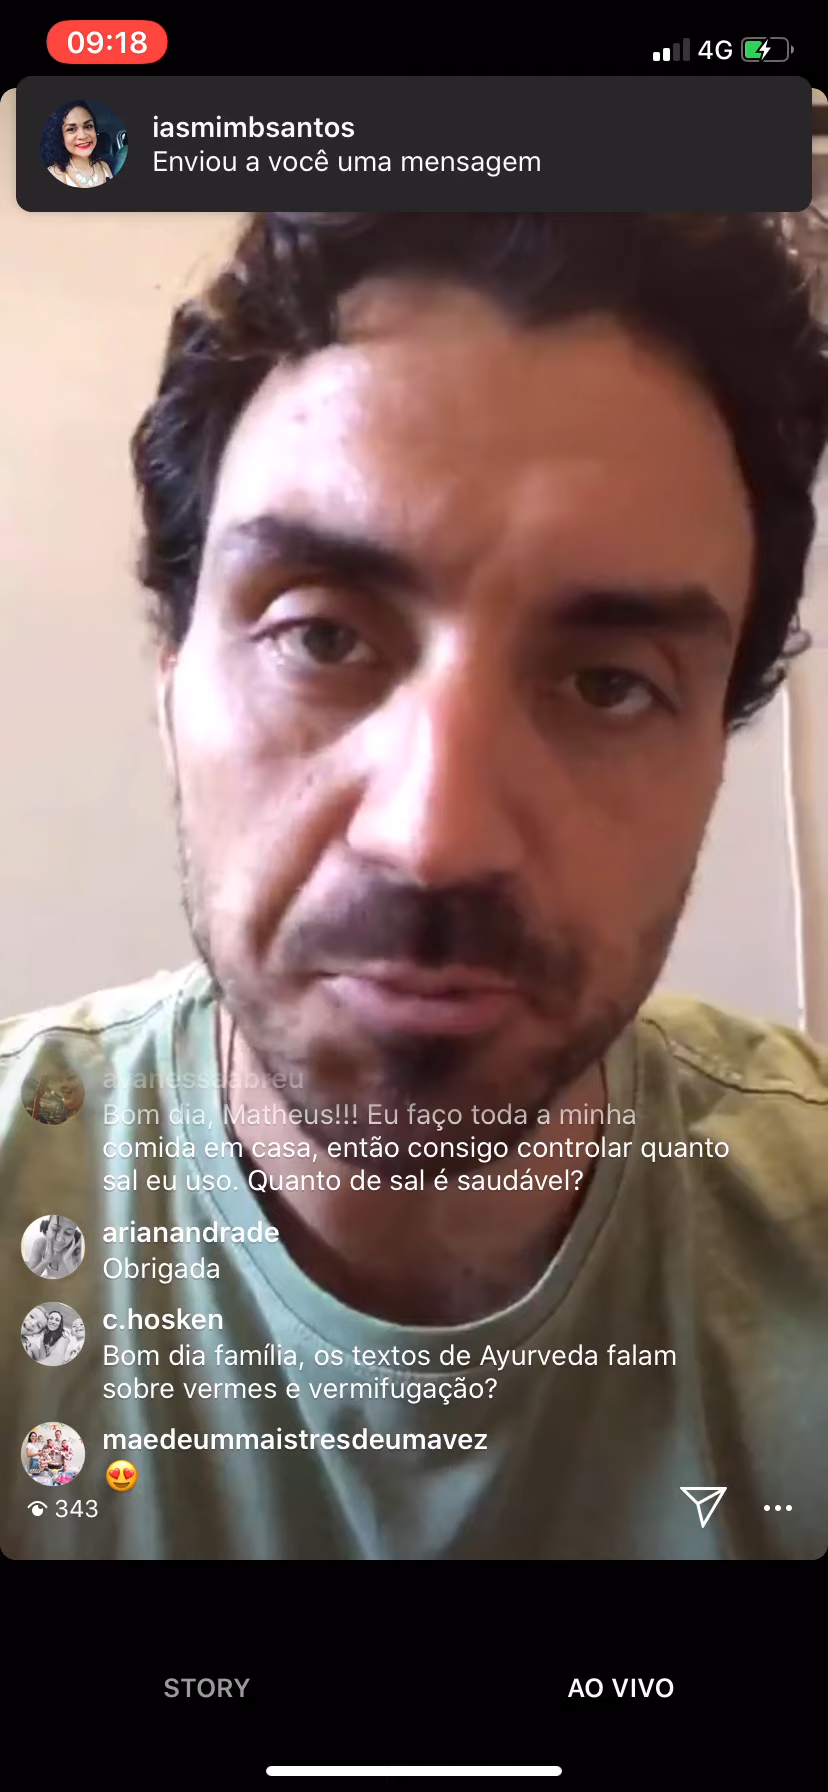 09:18
4G
iasmimbsantos
Enviou a você uma mensagem
avanessaabreu
Bom dia, Matheus!!! Eu faço toda a minha
comida em casa, então consigo controlar quanto
sal eu uso. Quanto de sal é saudável?
arianandrade
Obrigada
c.hosken
Bom dia família, os textos de Ayurveda falam
sobre vermes e vermifugação?
maedeummaistresdeumavez
😍
343
STORY
AO VIVO